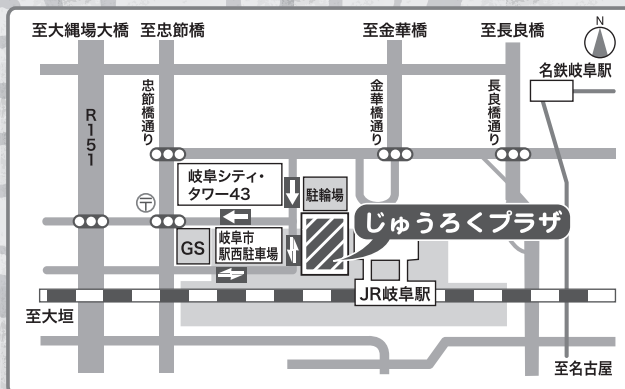 至大縄場大橋
至忠節橋
至金華橋
至長良橋
N
名鉄岐阜駅
R151
忠節橋通り
金華橋通り
長良橋通り
岐阜シティ・
タワー43
駐輪場
〒
じゅうろくプラザ
GS
岐阜市
駅西駐車場
JR岐阜駅
至大垣
至名古屋